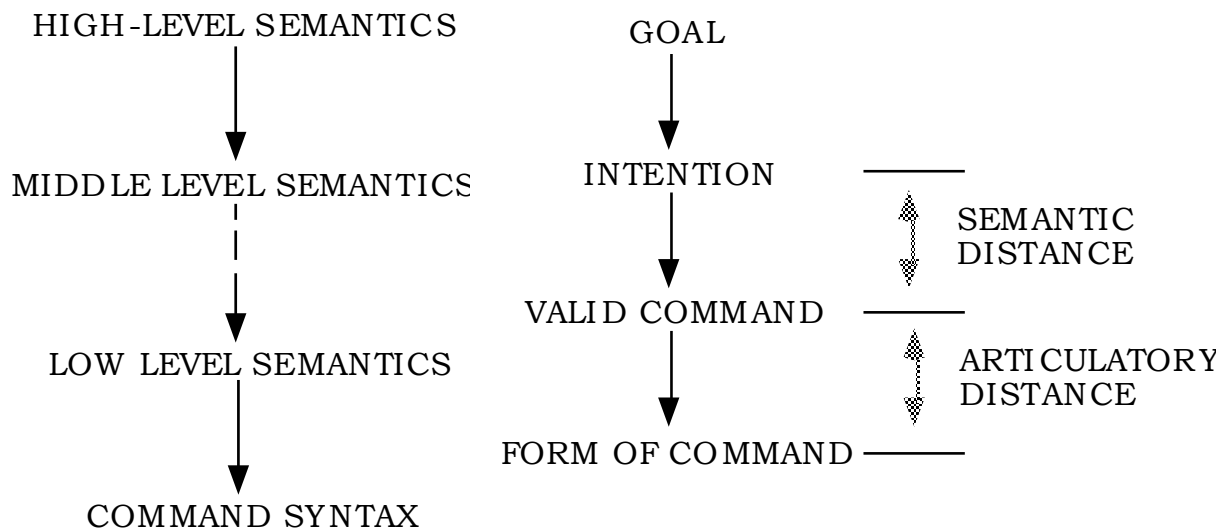 HIGH-LEVEL SEMANTICS
MIDDLE LEVEL SEMANTICS
LOW LEVEL SEMANTICS
COMMAND SYNTAX
GOAL
INTENTION
VALID COMMAND
FORM OF COMMAND
SEMANTIC
DISTANCE
ARTICULATORY
DISTANCE